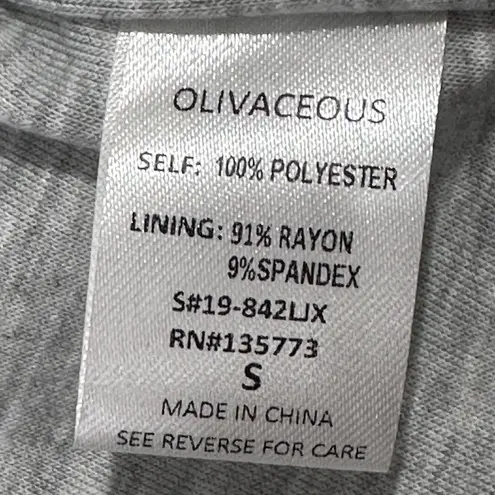 OLIVACEOUS
SELF: 100% POLYESTER
LINING: 91% RAYON
9%SPANDEX
S#19-842LJX
RN#135773
S
MADE IN CHINA
SEE REVERSE FOR CARE